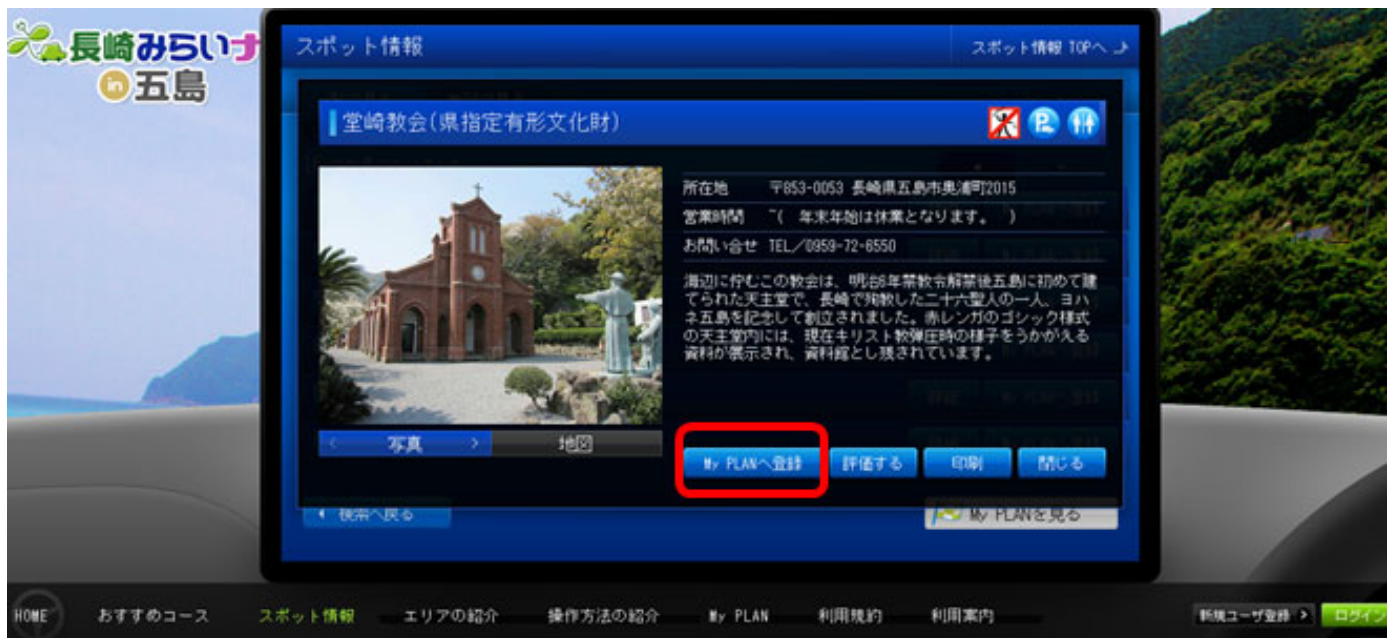 長崎みらいナ
in 五島
スポット情報
スポット情報 TOPへ
堂崎教会(県指定有形文化財)
所在地 〒853-0053 長崎県五島市奥浦町2015
営業時間 ~( 年末年始は休業となります。 )
お問い合せ TEL/0959-72-6550
海辺に佇むこの教会は、明治6年禁教令解禁後五島に初めて建
てられた天主堂で、長崎で殉教した二十六聖人の一人、ヨハ
ネ五島を記念して創立されました。赤レンガのゴシック様式
の天主堂内には、現在キリスト教弾圧時の様子をうかがえる
資料が展示され、資料館とし残されています。
< 写真 > 地図
My PLANへ登録 評価する 印刷 閉じる
検索へ戻る
My PLANを見る
HOME おすすめコース スポット情報 エリアの紹介 操作方法の紹介 My PLAN 利用規約 利用案内 新規ユーザ登録 > ログイン